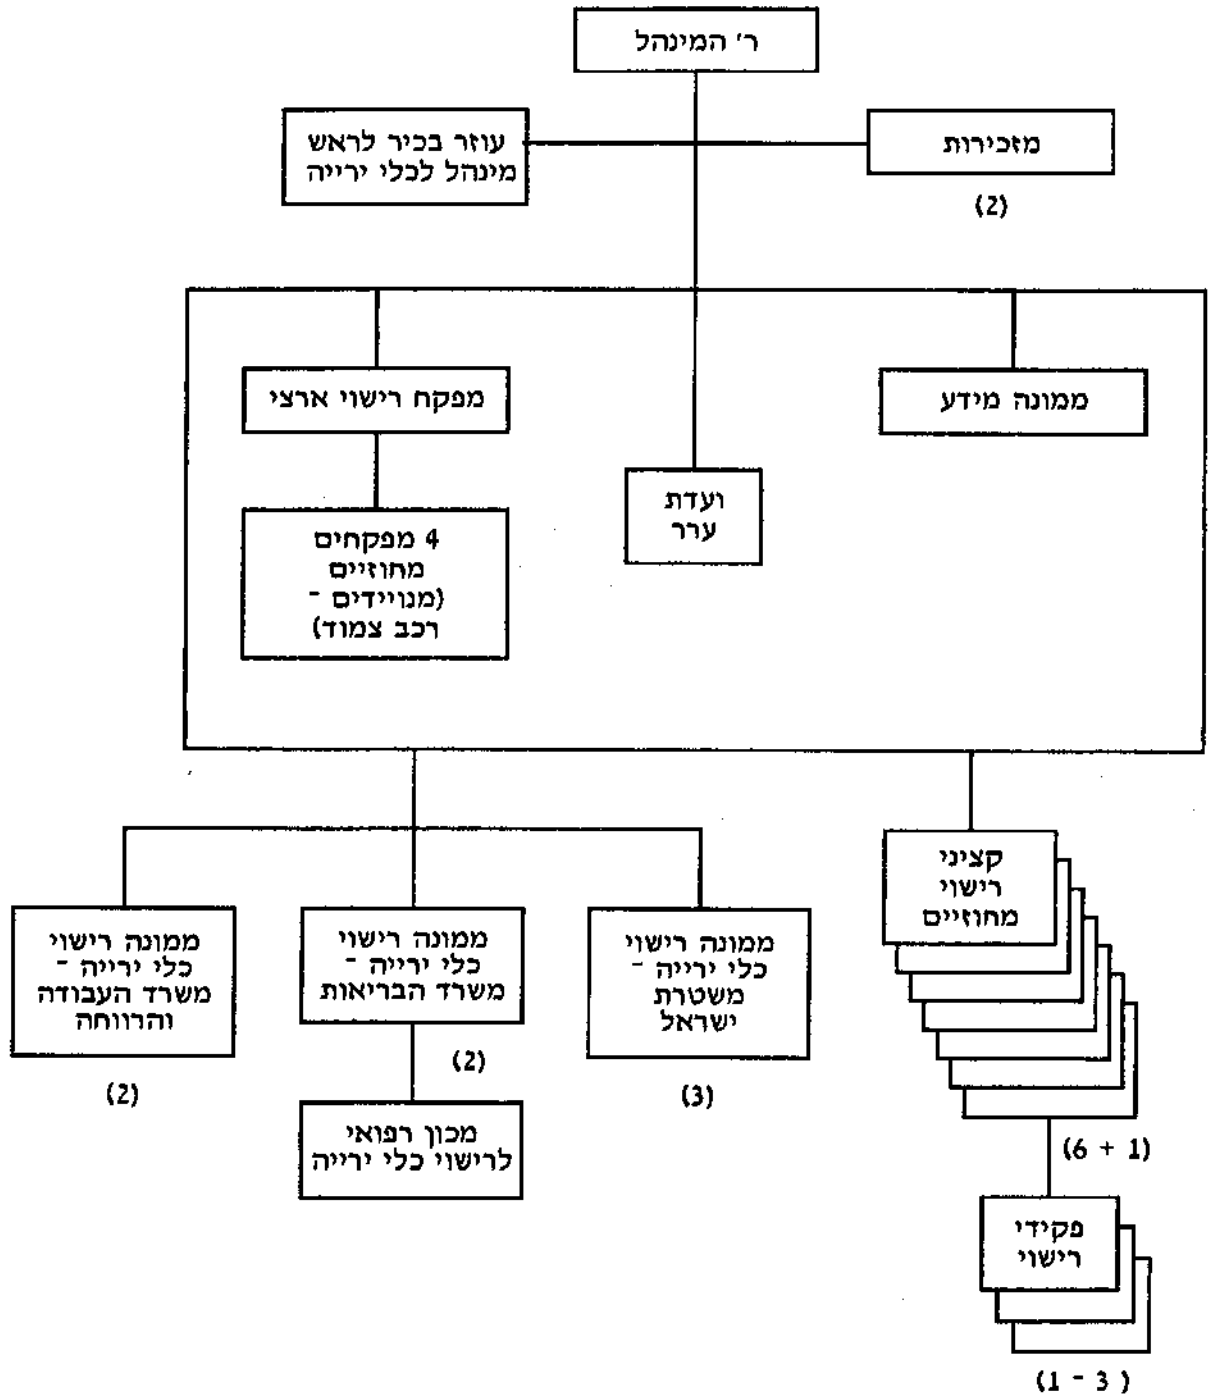 ר' המינהל
מזכירות
(2)
עוזר בכיר לראש
מינהל לכלי ירייה
ממונה מידע
מפקח רישוי ארצי
ועדת
ערר
4 מפקחים
מחוזיים
(מנויידים -
רכב צמוד)
קציני
רישוי
מחוזיים
(6 + 1)
פקידי
רישוי
(1 - 3 )
ממונה רישוי
כלי ירייה -
משטרת
ישראל
(3)
ממונה רישוי
כלי ירייה -
משרד הבריאות
(2)
מכון רפואי
לרישוי כלי ירייה
ממונה רישוי
כלי ירייה -
משרד העבודה
והרווחה
(2)